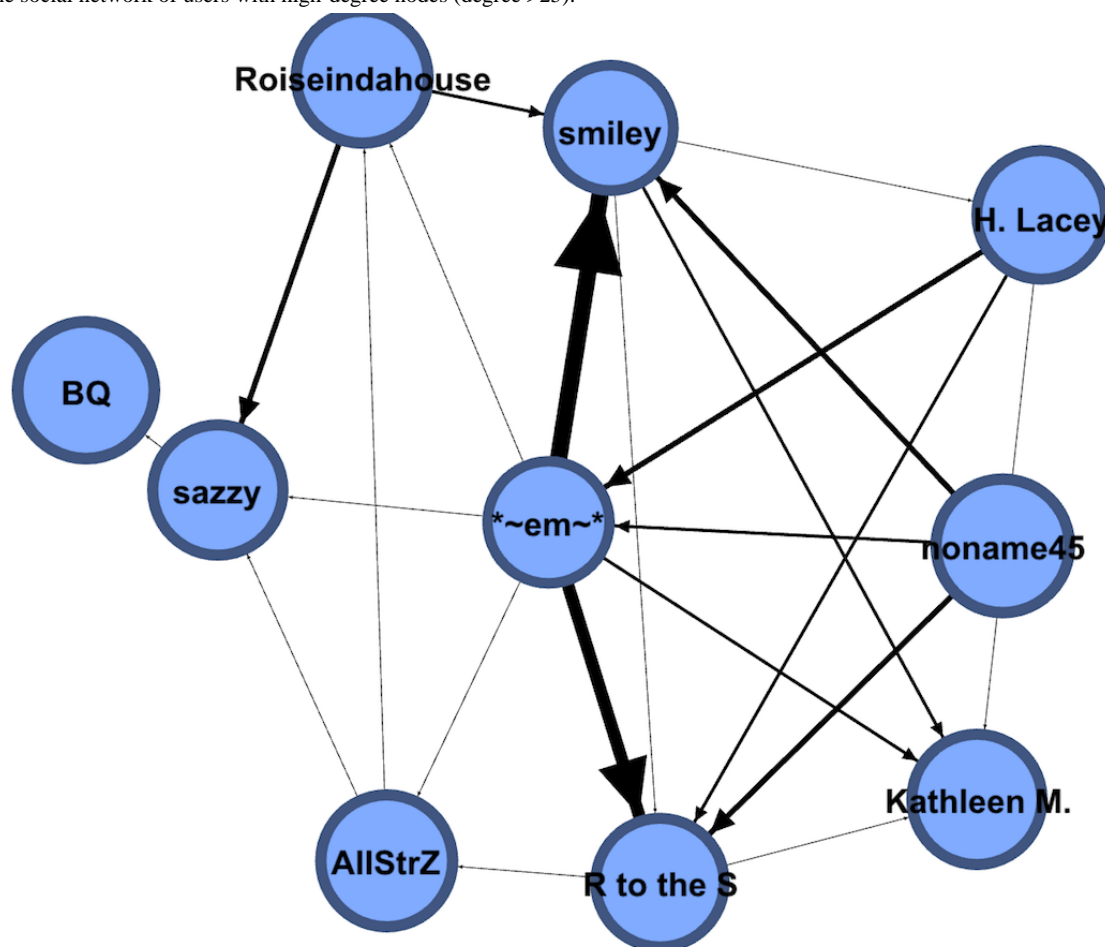 Roiseindahouse
smiley
H. Lacey
BQ
sazzy
*~em~*
noname45
Kathleen M.
AllStrZ
R to the S